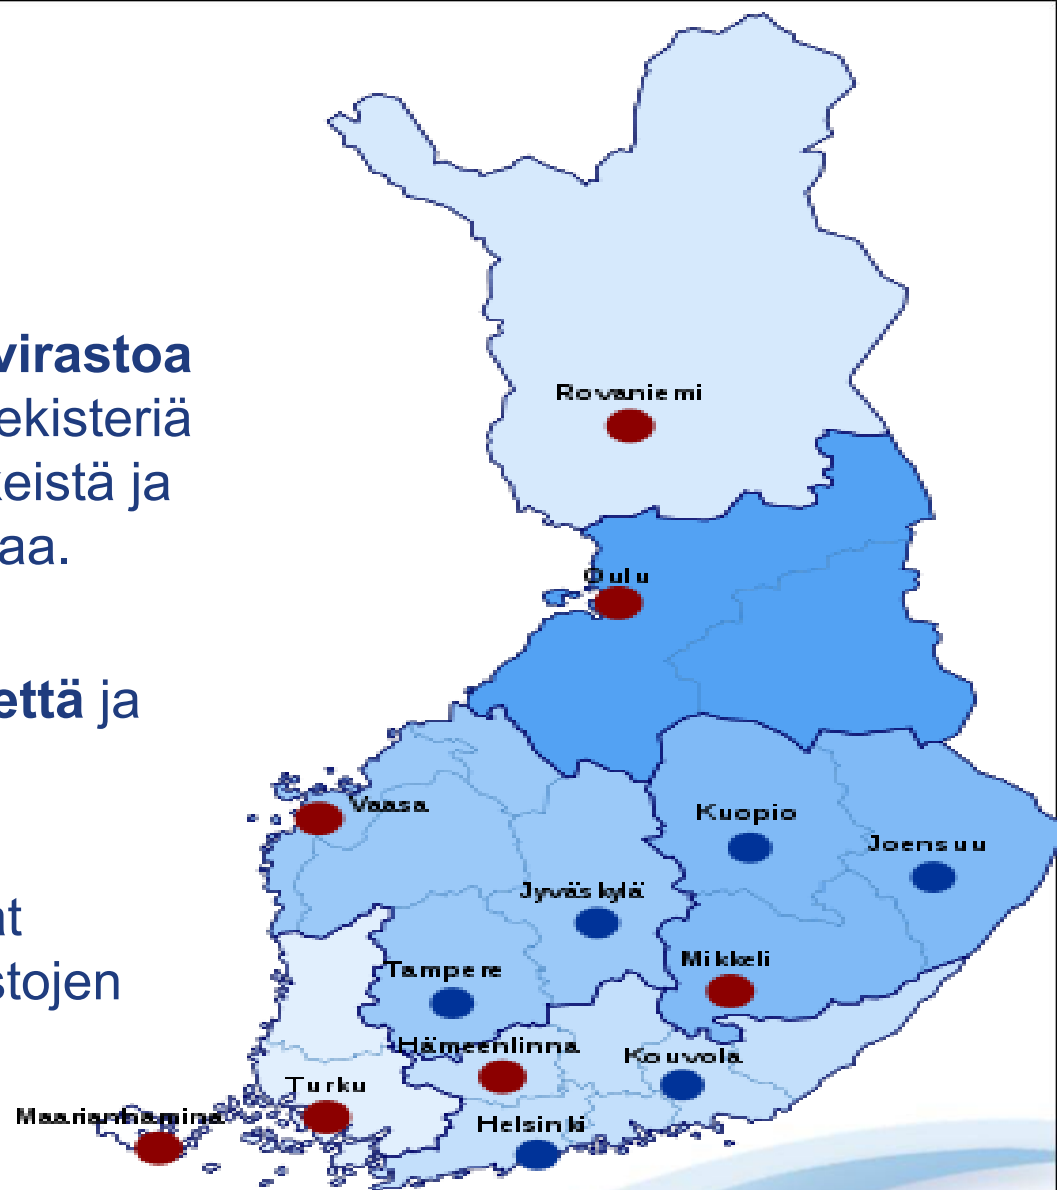 virastoa
ekisteriä
keistä ja
aa.
että ja
at
stojen
Rovaniemi
Oulu
Vaasa
Kuopio
Joensuu
Jyväskylä
Mikkeli
Tampere
Hämeenlinna
Kouvola
Turku
Maarianhamina
Helsinki